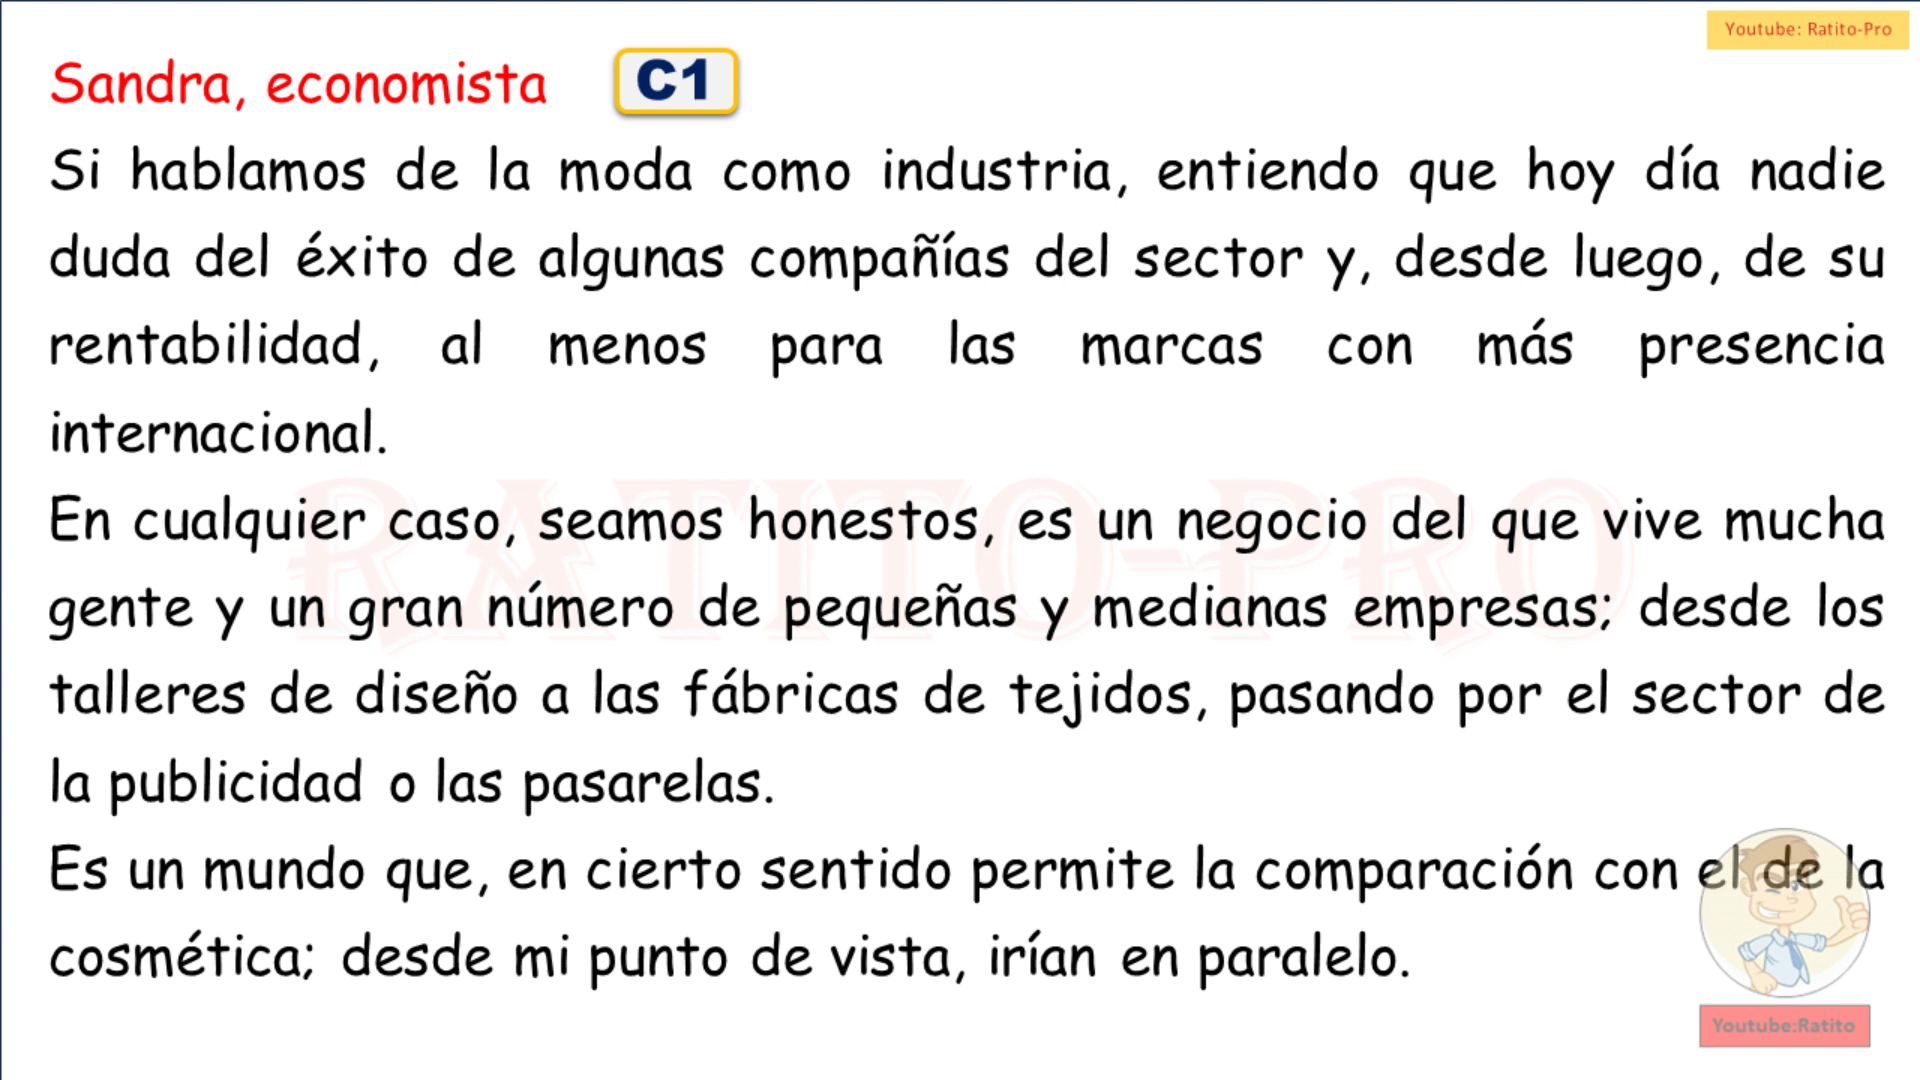 Youtube: Ratito-Pro
Sandra, economista C1
Si hablamos de la moda como industria, entiendo que hoy día nadie
duda del éxito de algunas compañías del sector y, desde luego, de su
rentabilidad, al menos para las marcas con más presencia
internacional.
En cualquier caso, seamos honestos, es un negocio del que vive mucha
gente y un gran número de pequeñas y medianas empresas; desde los
talleres de diseño a las fábricas de tejidos, pasando por el sector de
la publicidad o las pasarelas.
Es un mundo que, en cierto sentido permite la comparación con el de la
cosmética; desde mi punto de vista, irían en paralelo.
RATITO-PRO
Youtube:Ratito